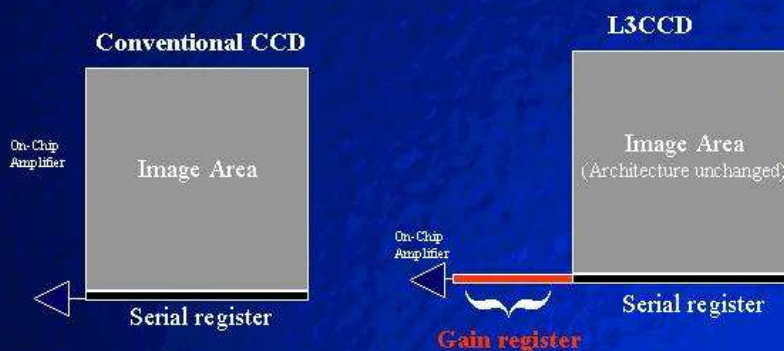 Conventional CCD
On-Chip
Amplifier
Image Area
Serial register
L3CCD
Image Area
(Architecture unchanged)
On-Chip
Amplifier
Serial register
Gain register